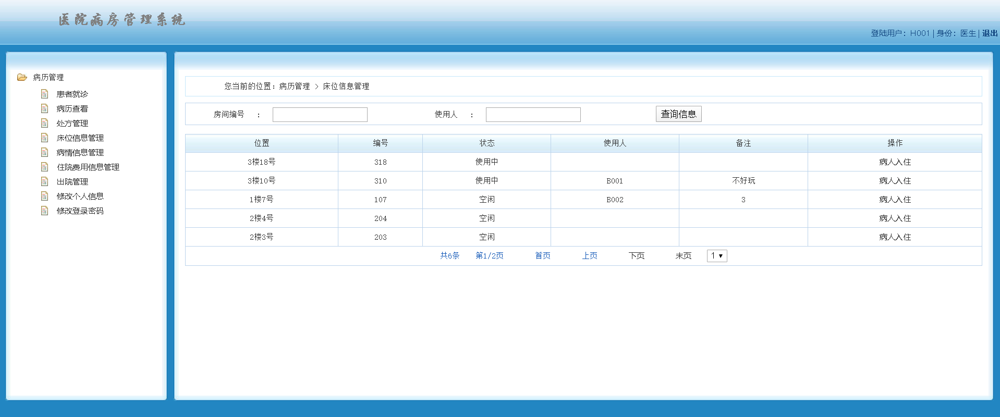 医院病房管理系统
登陆用户：H001 | 身份：医生 | 退出
病历管理
患者就诊
病历查看
处方管理
床位信息管理
病情信息管理
住院费用信息管理
出院管理
修改个人信息
修改登录密码
您当前的位置：病历管理 > 床位信息管理
房间编号 ： 使用人 ： 查询信息
位置 编号 状态 使用人 备注 操作
3楼18号 318 使用中 病人入住
3楼10号 310 使用中 B001 不好玩 病人入住
1楼7号 107 空闲 B002 3 病人入住
2楼4号 204 空闲 病人入住
2楼3号 203 空闲 病人入住
共6条 第1/2页 首页 上页 下页 末页 1